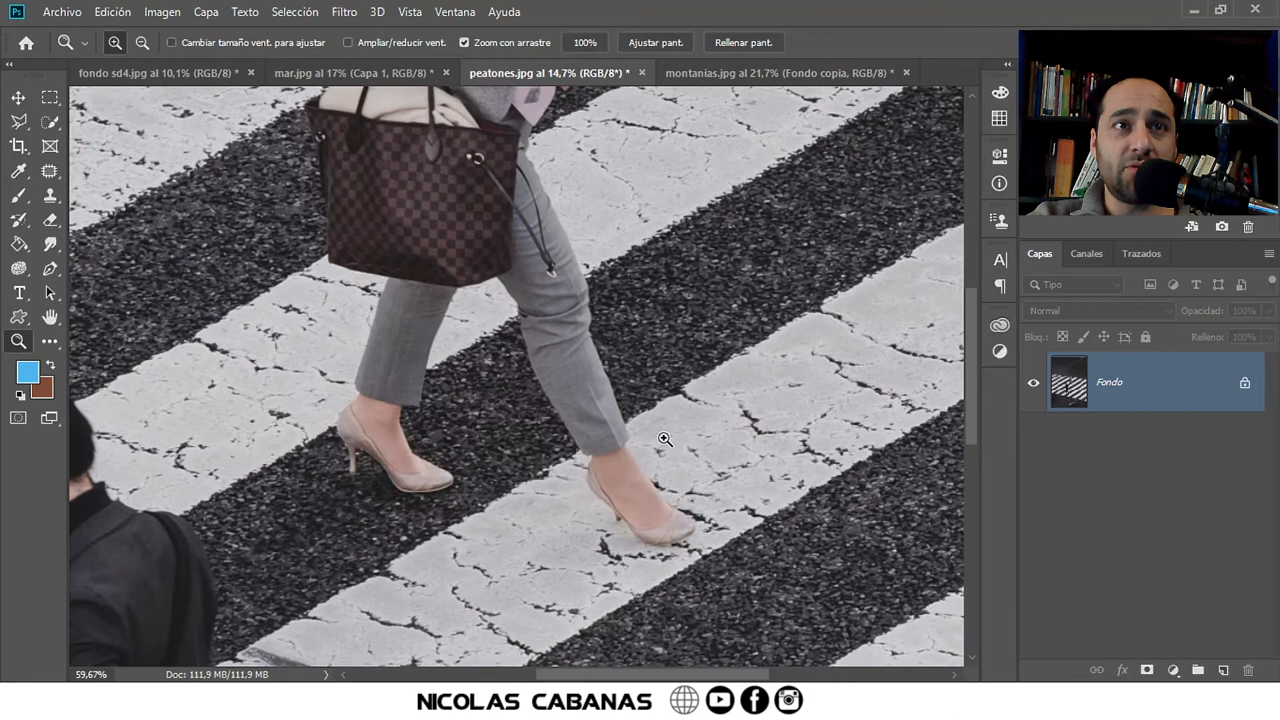 Ps Archivo Edición Imagen Capa Texto Selección Filtro 3D Vista Ventana Ayuda
Cambiar tamaño vent. para ajustar Ampliar/reducir vent. Zoom con arrastre 100% Ajustar pant. Rellenar pant.
fondo sd4.jpg al 10,1% (RGB/8) * × mar.jpg al 17% (Capa 1, RGB/8) * × peatones.jpg al 14,7% (RGB/8*) * × montanias.jpg al 21,7% (Fondo copia, RGB/8) * ×
Capas Canales Trazados
Tipo
Normal Opacidad: 100%
Bloq.: Relleno: 100%
Fondo
59,67% Doc: 111,9 MB/111,9 MB
NICOLAS CABANAS